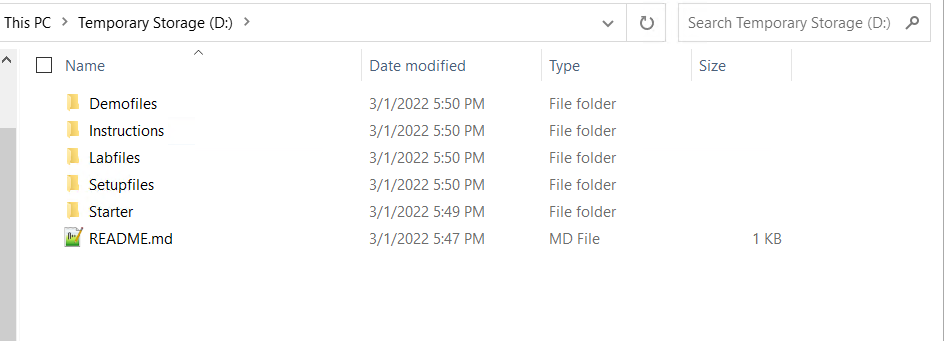 This PC > Temporary Storage (D:) > Search Temporary Storage (D:)
Name Date modified Type Size
Demofiles 3/1/2022 5:50 PM File folder
Instructions 3/1/2022 5:50 PM File folder
Labfiles 3/1/2022 5:50 PM File folder
Setupfiles 3/1/2022 5:50 PM File folder
Starter 3/1/2022 5:49 PM File folder
README.md 3/1/2022 5:47 PM MD File 1 KB